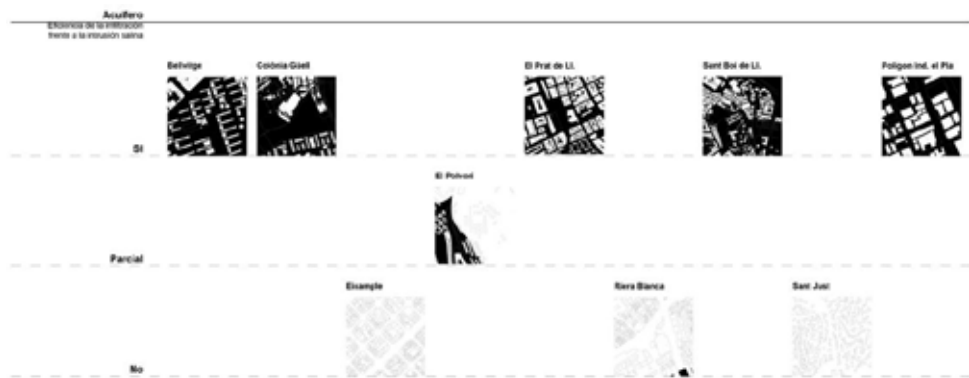 Acuífero
Eficiencia de la infiltración
frente a la intrusión salina
Bellvitge
Colònia Güell
El Prat de Ll.
Sant Boi de Ll.
Polígon Ind. el Pla
Sí
El Polvorí
Parcial
Eixample
Riera Blanca
Sant Just
No